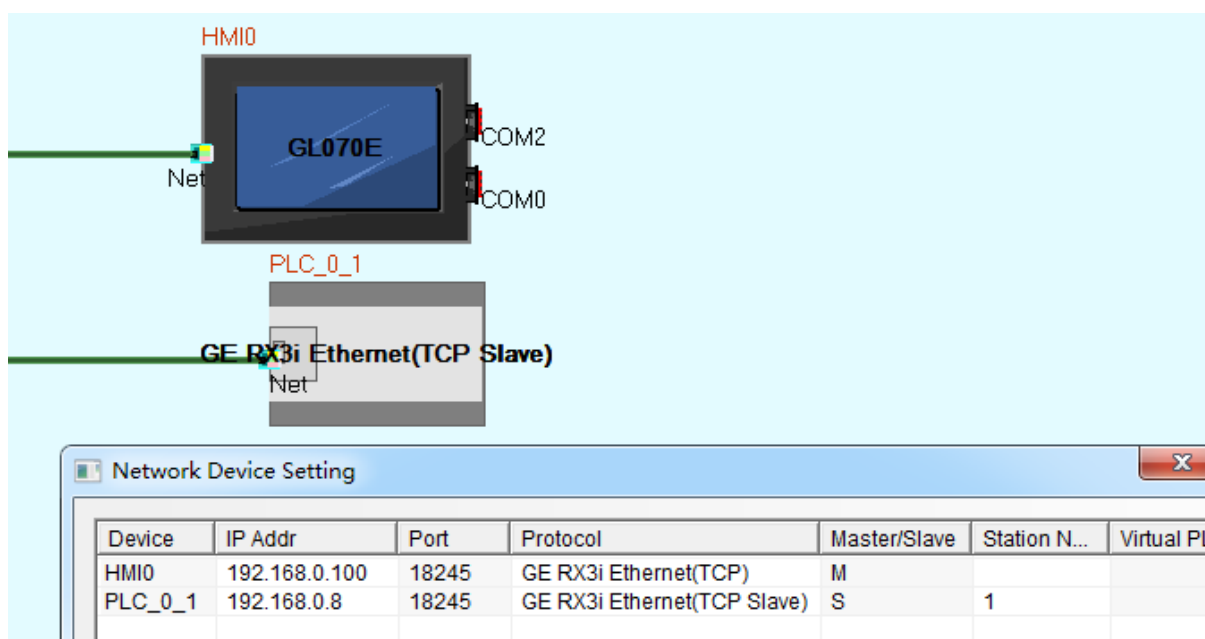 HMI0
GL070E
COM2
Net
COM0
PLC_0_1
GE RX3i Ethernet(TCP Slave)
Net
Network Device Setting
Device IP Addr Port Protocol Master/Slave Station N... Virtual PL
HMI0 192.168.0.100 18245 GE RX3i Ethernet(TCP) M
PLC_0_1 192.168.0.8 18245 GE RX3i Ethernet(TCP Slave) S 1